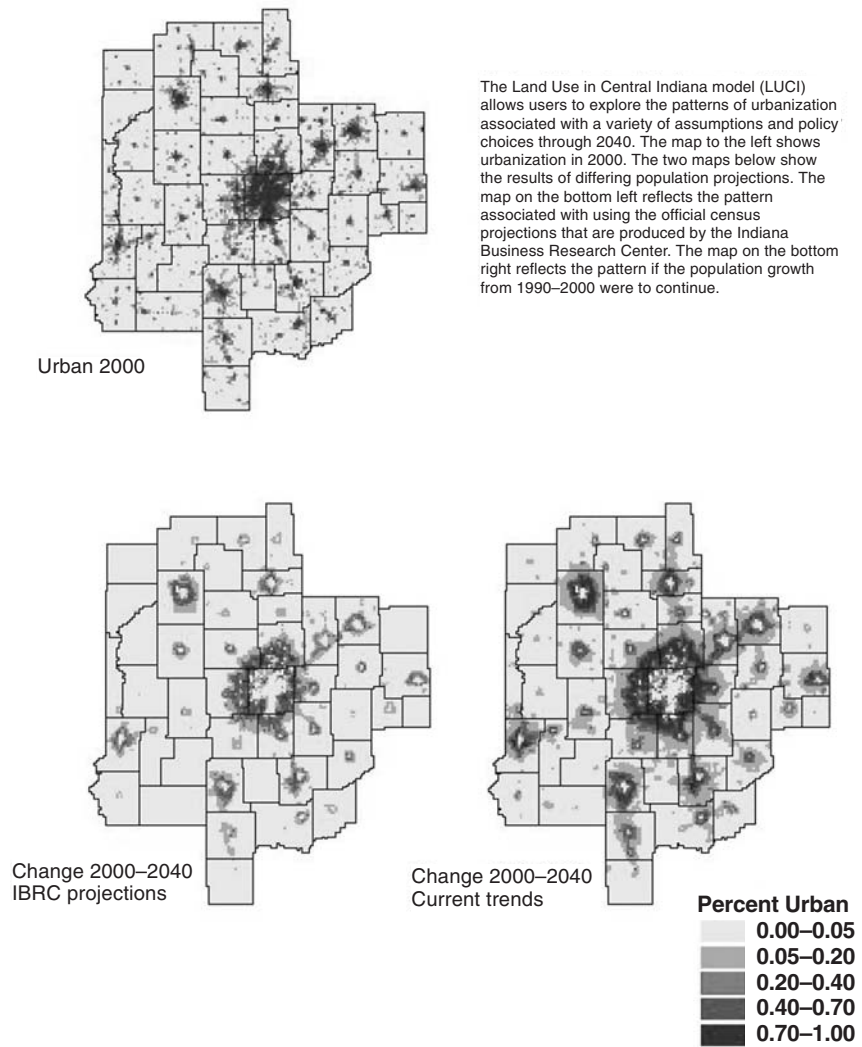 The Land Use in Central Indiana model (LUCI)
allows users to explore the patterns of urbanization
associated with a variety of assumptions and policy
choices through 2040. The map to the left shows
urbanization in 2000. The two maps below show
the results of differing population projections. The
map on the bottom left reflects the pattern
associated with using the official census
projections that are produced by the Indiana
Business Research Center. The map on the bottom
right reflects the pattern if the population growth
from 1990–2000 were to continue.
Urban 2000
Change 2000–2040
IBRC projections
Change 2000–2040
Current trends
Percent Urban
0.00–0.05
0.05–0.20
0.20–0.40
0.40–0.70
0.70–1.00